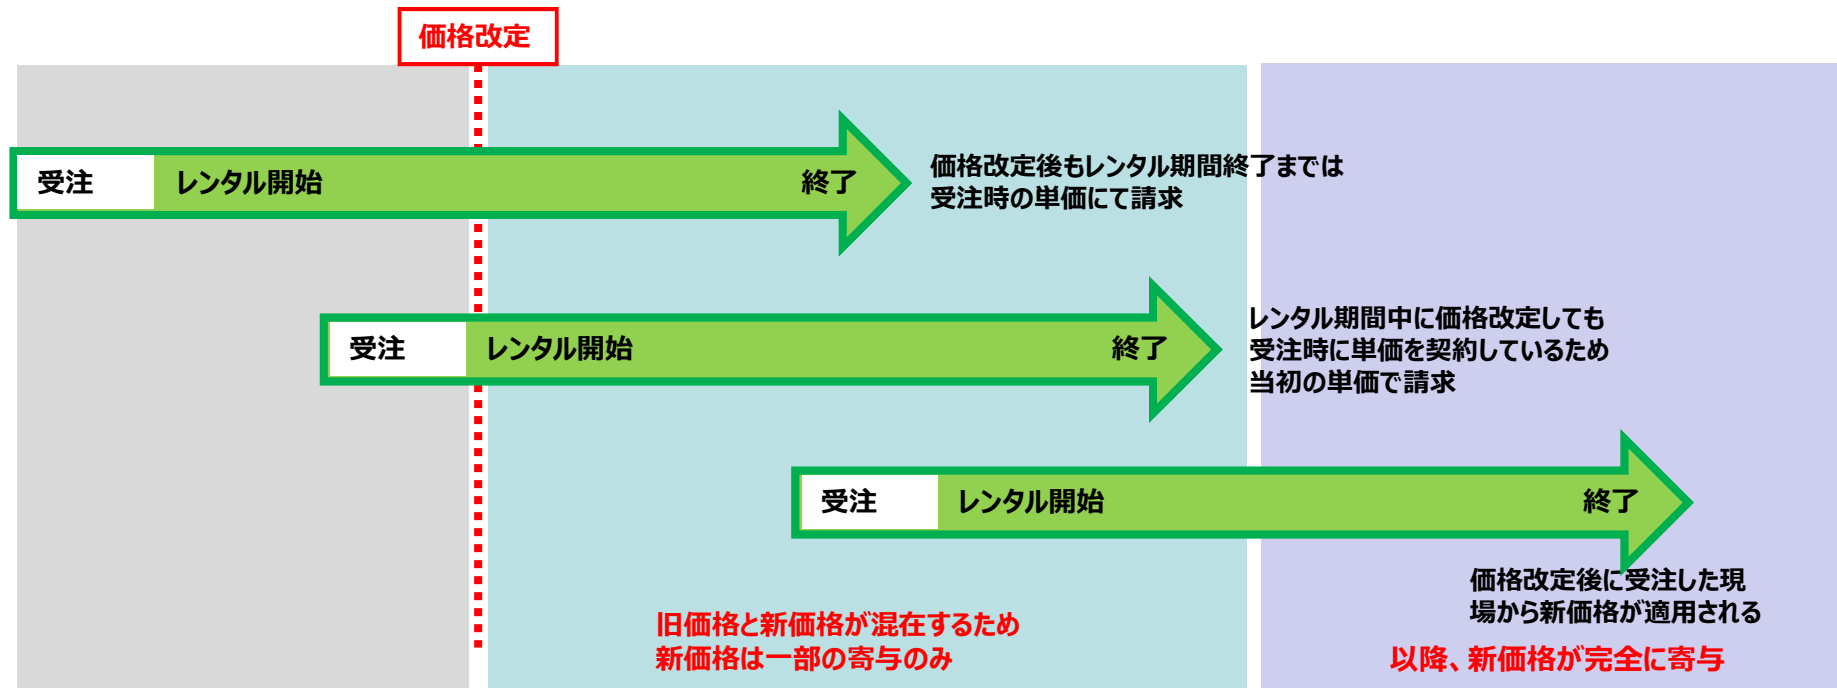 価格改定
受注
レンタル開始
終了
価格改定後もレンタル期間終了までは
受注時の単価にて請求
受注
レンタル開始
終了
レンタル期間中に価格改定しても
受注時に単価を契約しているため
当初の単価で請求
受注
レンタル開始
終了
価格改定後に受注した現
場から新価格が適用される
旧価格と新価格が混在するため
新価格は一部の寄与のみ
以降、新価格が完全に寄与